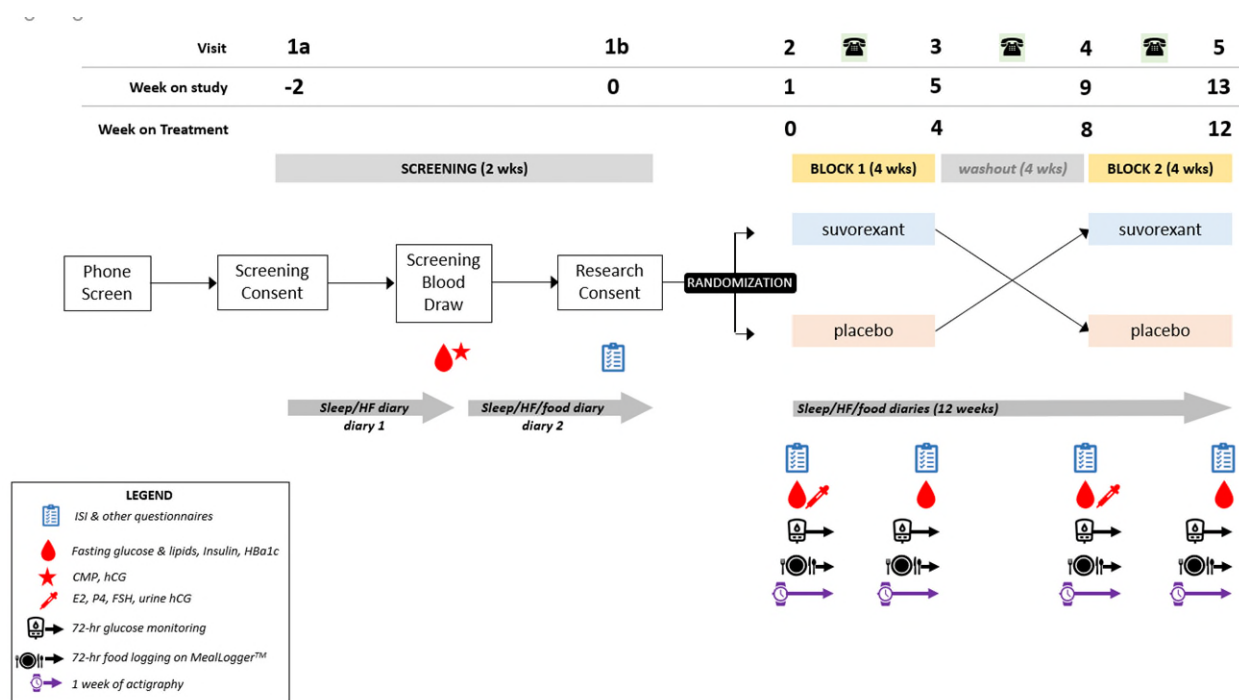 Visit 1a 1b 2 3 4 5
Week on study -2 0 1 5 9 13
Week on Treatment 0 4 8 12
SCREENING (2 wks) BLOCK 1 (4 wks) washout (4 wks) BLOCK 2 (4 wks)
suvorexant suvorexant
Phone
Screen
Screening
Consent
Screening
Blood
Draw
Research
Consent
RANDOMIZATION
placebo placebo
Sleep/HF diary
diary 1
Sleep/HF/food diary
diary 2
Sleep/HF/food diaries (12 weeks)
LEGEND
ISI & other questionnaires
Fasting glucose & lipids, Insulin, HBa1c
CMP, hCG
E2, P4, FSH, urine hCG
72-hr glucose monitoring
72-hr food logging on MealLogger™
1 week of actigraphy